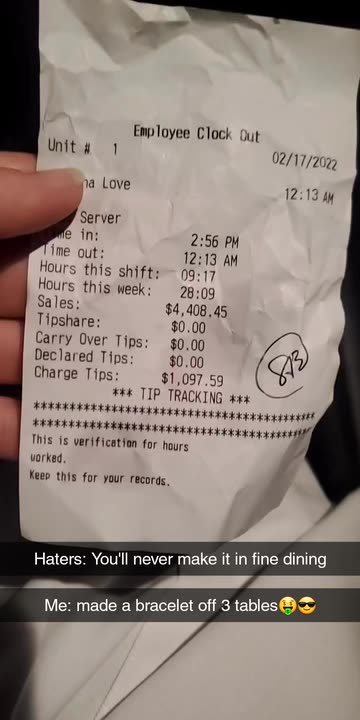 Employee Clock Out
Unit # 1
02/17/2022
na Love
12:13 AM
Server
me in: 2:56 PM
Time out: 12:13 AM
Hours this shift: 09:17
Hours this week: 28:09
Sales: $4,408.45
Tipshare: $0.00
Carry Over Tips: $0.00
Declared Tips: $0.00
Charge Tips: $1,097.59
*** TIP TRACKING ***
****************************************
****************************************
This is verification for hours
worked.
Keep this for your records.
Haters: You'll never make it in fine dining
Me: made a bracelet off 3 tables🤑😎